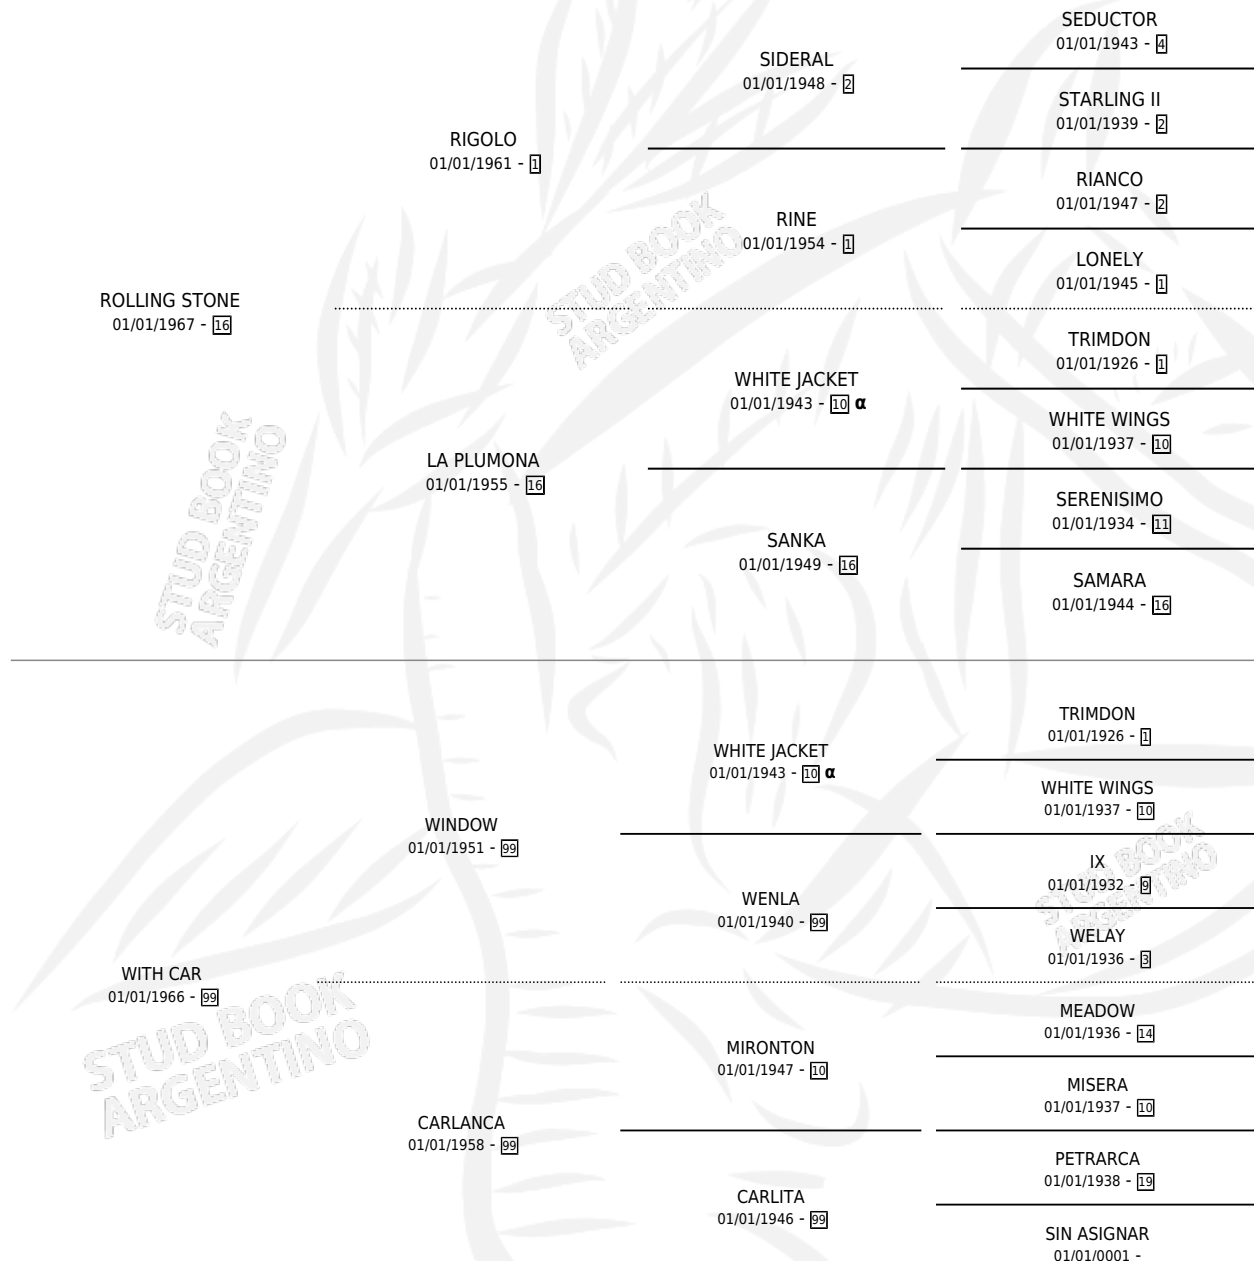 SEDUCTOR
01/01/1943 - 4
SIDERAL
01/01/1948 - 2
STARLING II
01/01/1939 - 2
RIGOLO
01/01/1961 - 1
RIANCO
01/01/1947 - 2
RINE
01/01/1954 - 1
LONELY
01/01/1945 - 1
ROLLING STONE
01/01/1967 - 16
TRIMDON
01/01/1926 - 1
WHITE JACKET
01/01/1943 - 10 α
WHITE WINGS
01/01/1937 - 10
LA PLUMONA
01/01/1955 - 16
SERENISIMO
01/01/1934 - 11
SANKA
01/01/1949 - 16
SAMARA
01/01/1944 - 16
TRIMDON
01/01/1926 - 1
WHITE JACKET
01/01/1943 - 10 α
WHITE WINGS
01/01/1937 - 10
WINDOW
01/01/1951 - 99
IX
01/01/1932 - 9
WENLA
01/01/1940 - 99
WELAY
01/01/1936 - 3
WITH CAR
01/01/1966 - 99
MEADOW
01/01/1936 - 14
MIRONTON
01/01/1947 - 10
MISERA
01/01/1937 - 10
CARLANCA
01/01/1958 - 99
PETRARCA
01/01/1938 - 19
CARLITA
01/01/1946 - 99
SIN ASIGNAR
01/01/0001 -
STUD BOOK
ARGENTINO
STUD BOOK
ARGENTINO
STUD BOOK
ARGENTINO
STUD BOOK
ARGENTINO